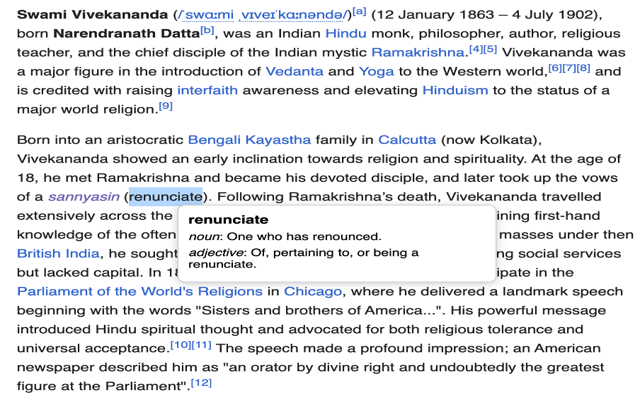 Swami Vivekananda (/ˈswɑːmi ˌvɪveɪˈkɑːnəndə/)[a] (12 January 1863 – 4 July 1902),
born Narendranath Datta[b], was an Indian Hindu monk, philosopher, author, religious
teacher, and the chief disciple of the Indian mystic Ramakrishna.[4][5] Vivekananda was
a major figure in the introduction of Vedanta and Yoga to the Western world,[6][7][8] and
is credited with raising interfaith awareness and elevating Hinduism to the status of a
major world religion.[9]
Born into an aristocratic Bengali Kayastha family in Calcutta (now Kolkata),
Vivekananda showed an early inclination towards religion and spirituality. At the age of
18, he met Ramakrishna and became his devoted disciple, and later took up the vows
of a sannyasin (renunciate). Following Ramakrishna's death, Vivekananda travelled
extensively across the ining first-hand
knowledge of the often masses under then
British India, he sought ng social services
but lacked capital. In 18 ipate in the
renunciate
noun: One who has renounced.
adjective: Of, pertaining to, or being a
renunciate.
Parliament of the World's Religions in Chicago, where he delivered a landmark speech
beginning with the words "Sisters and brothers of America...". His powerful message
introduced Hindu spiritual thought and advocated for both religious tolerance and
universal acceptance.[10][11] The speech made a profound impression; an American
newspaper described him as "an orator by divine right and undoubtedly the greatest
figure at the Parliament".[12]